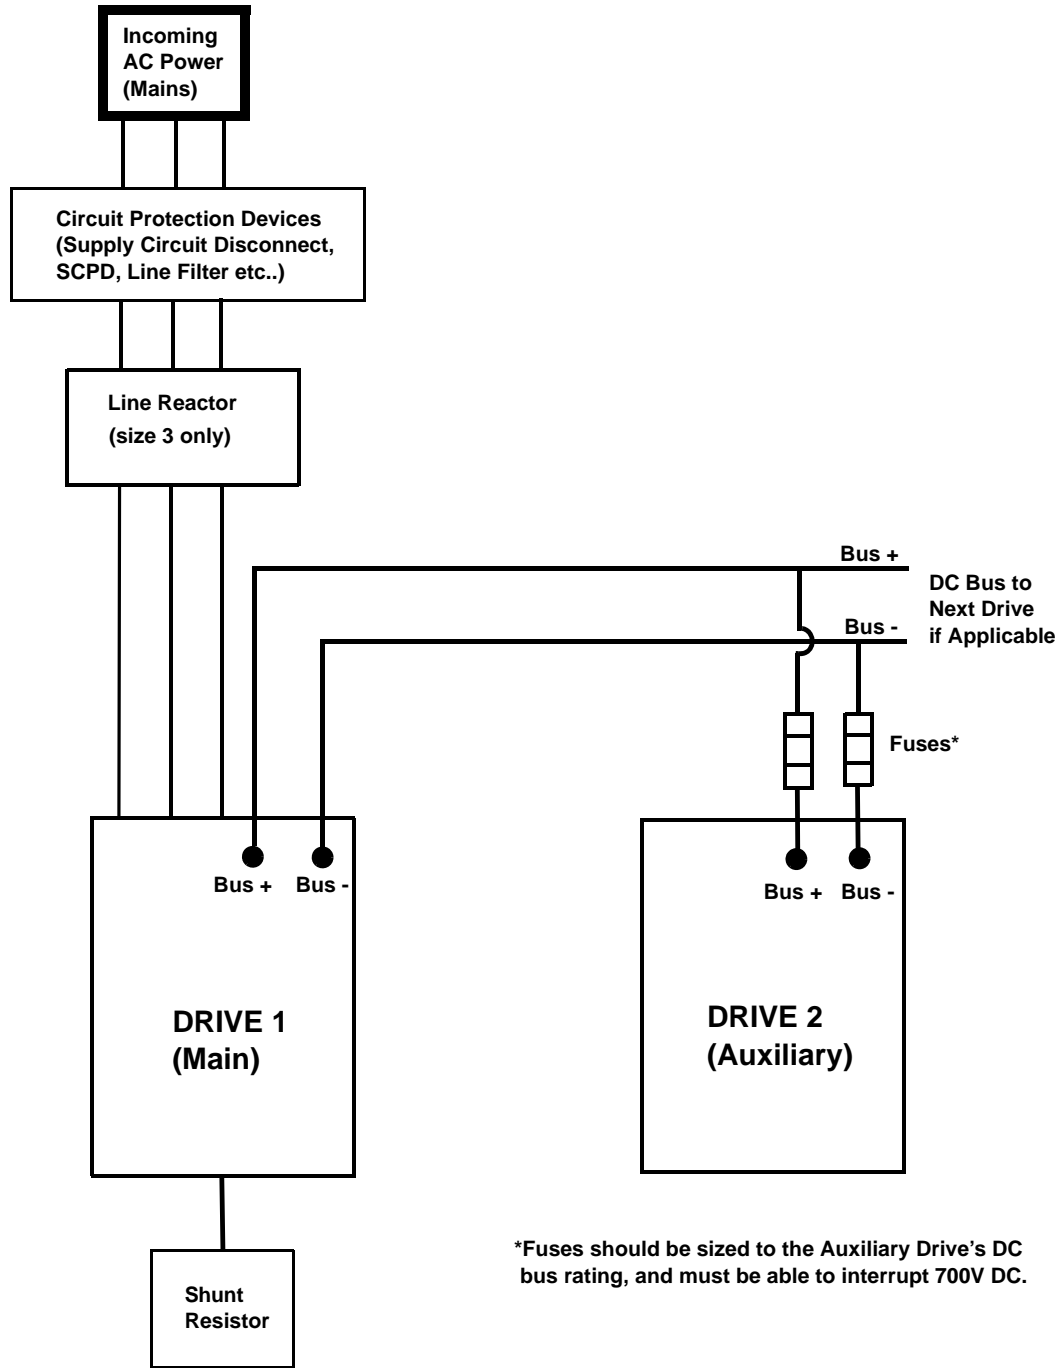 Incoming
AC Power
(Mains)
Circuit Protection Devices
(Supply Circuit Disconnect,
SCPD, Line Filter etc..)
Line Reactor
(size 3 only)
Bus +
DC Bus to
Next Drive
if Applicable
Bus -
Fuses*
Bus +
Bus -
Bus +
Bus -
DRIVE 1
(Main)
DRIVE 2
(Auxiliary)
*Fuses should be sized to the Auxiliary Drive's DC
bus rating, and must be able to interrupt 700V DC.
Shunt
Resistor